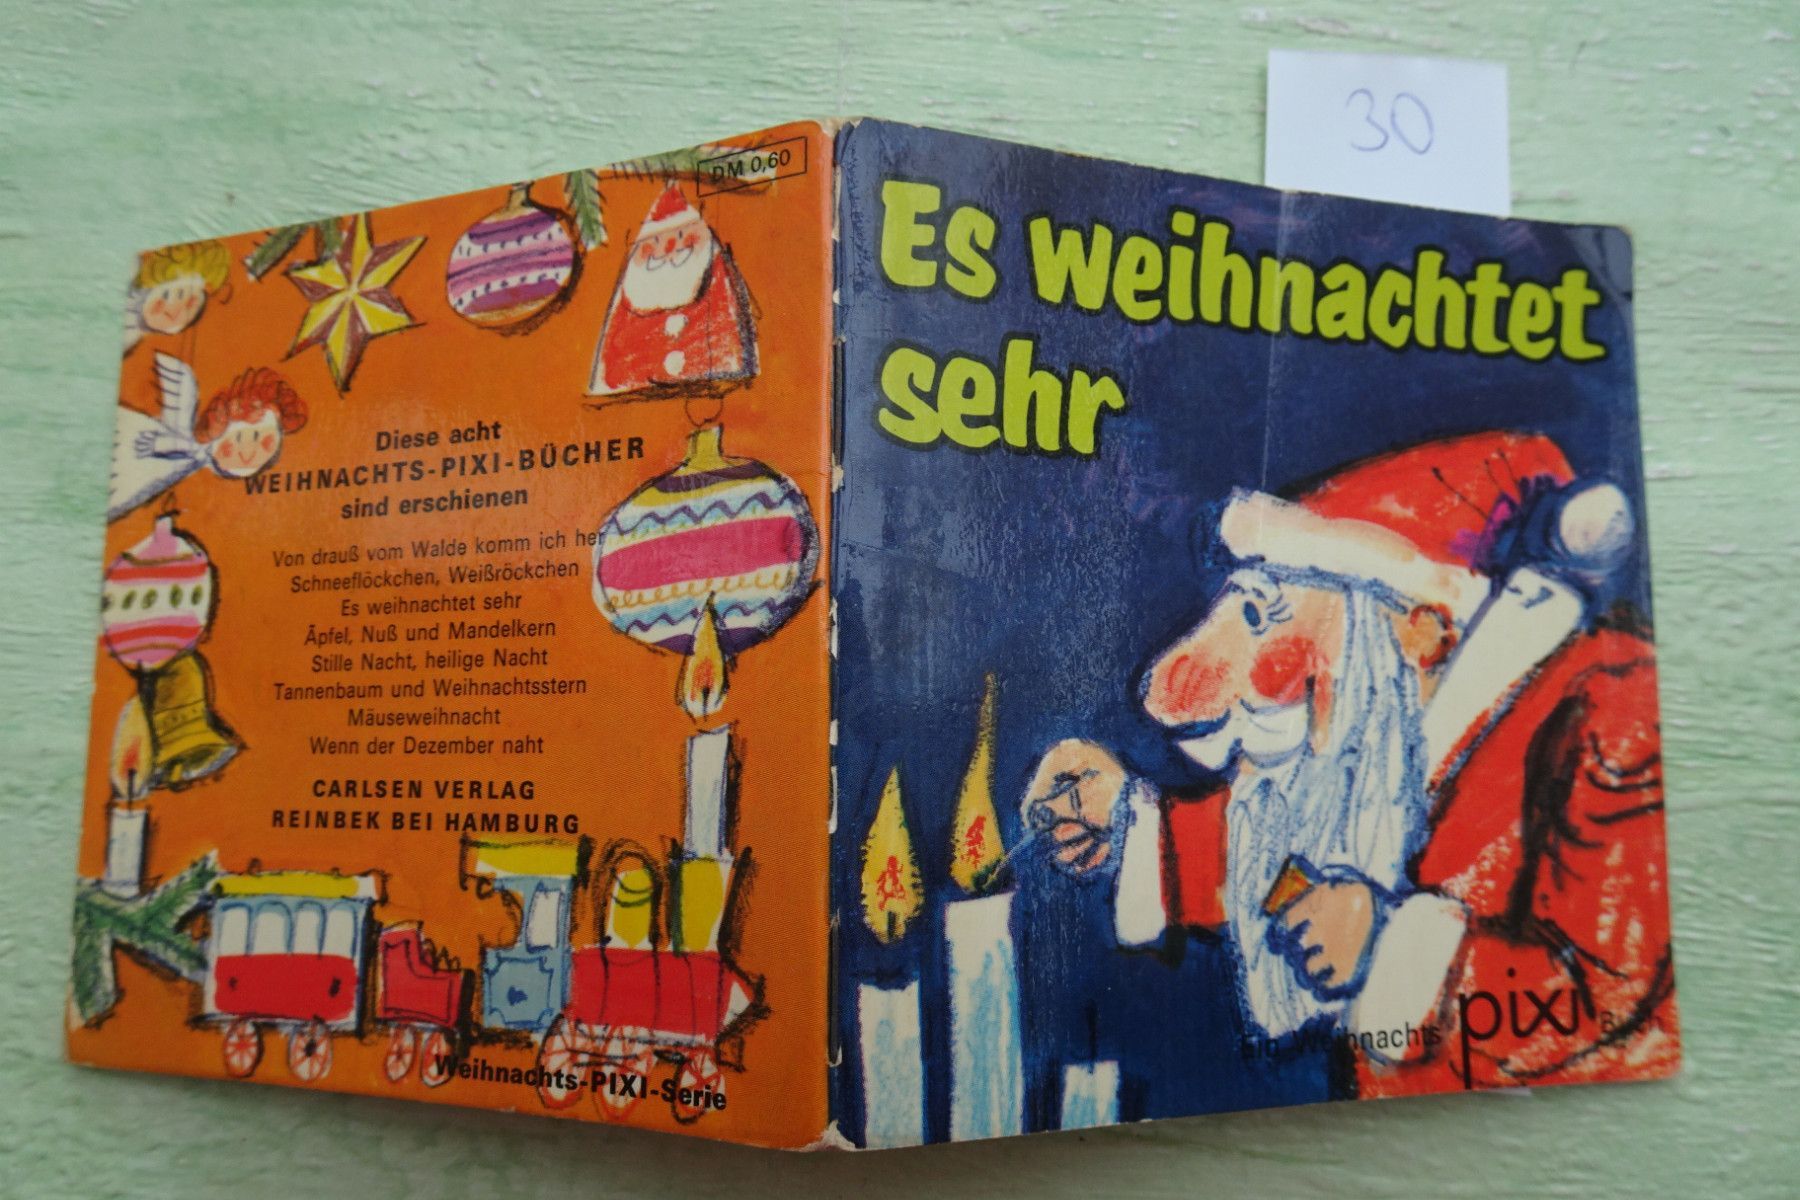 30
DM 0,60
Diese acht
WEIHNACHTS-PIXI-BÜCHER
sind erschienen
Von drauß vom Walde komm ich her
Schneeflöckchen, Weißröckchen
Es weihnachtet sehr
Äpfel, Nuß und Mandelkern
Stille Nacht, heilige Nacht
Tannenbaum und Weihnachtsstern
Mäuseweihnacht
Wenn der Dezember naht
CARLSEN VERLAG
REINBEK BEI HAMBURG
Weihnachts-PIXI-Serie
Es weihnachtet
sehr
Ein Weihnachts pixi Buch